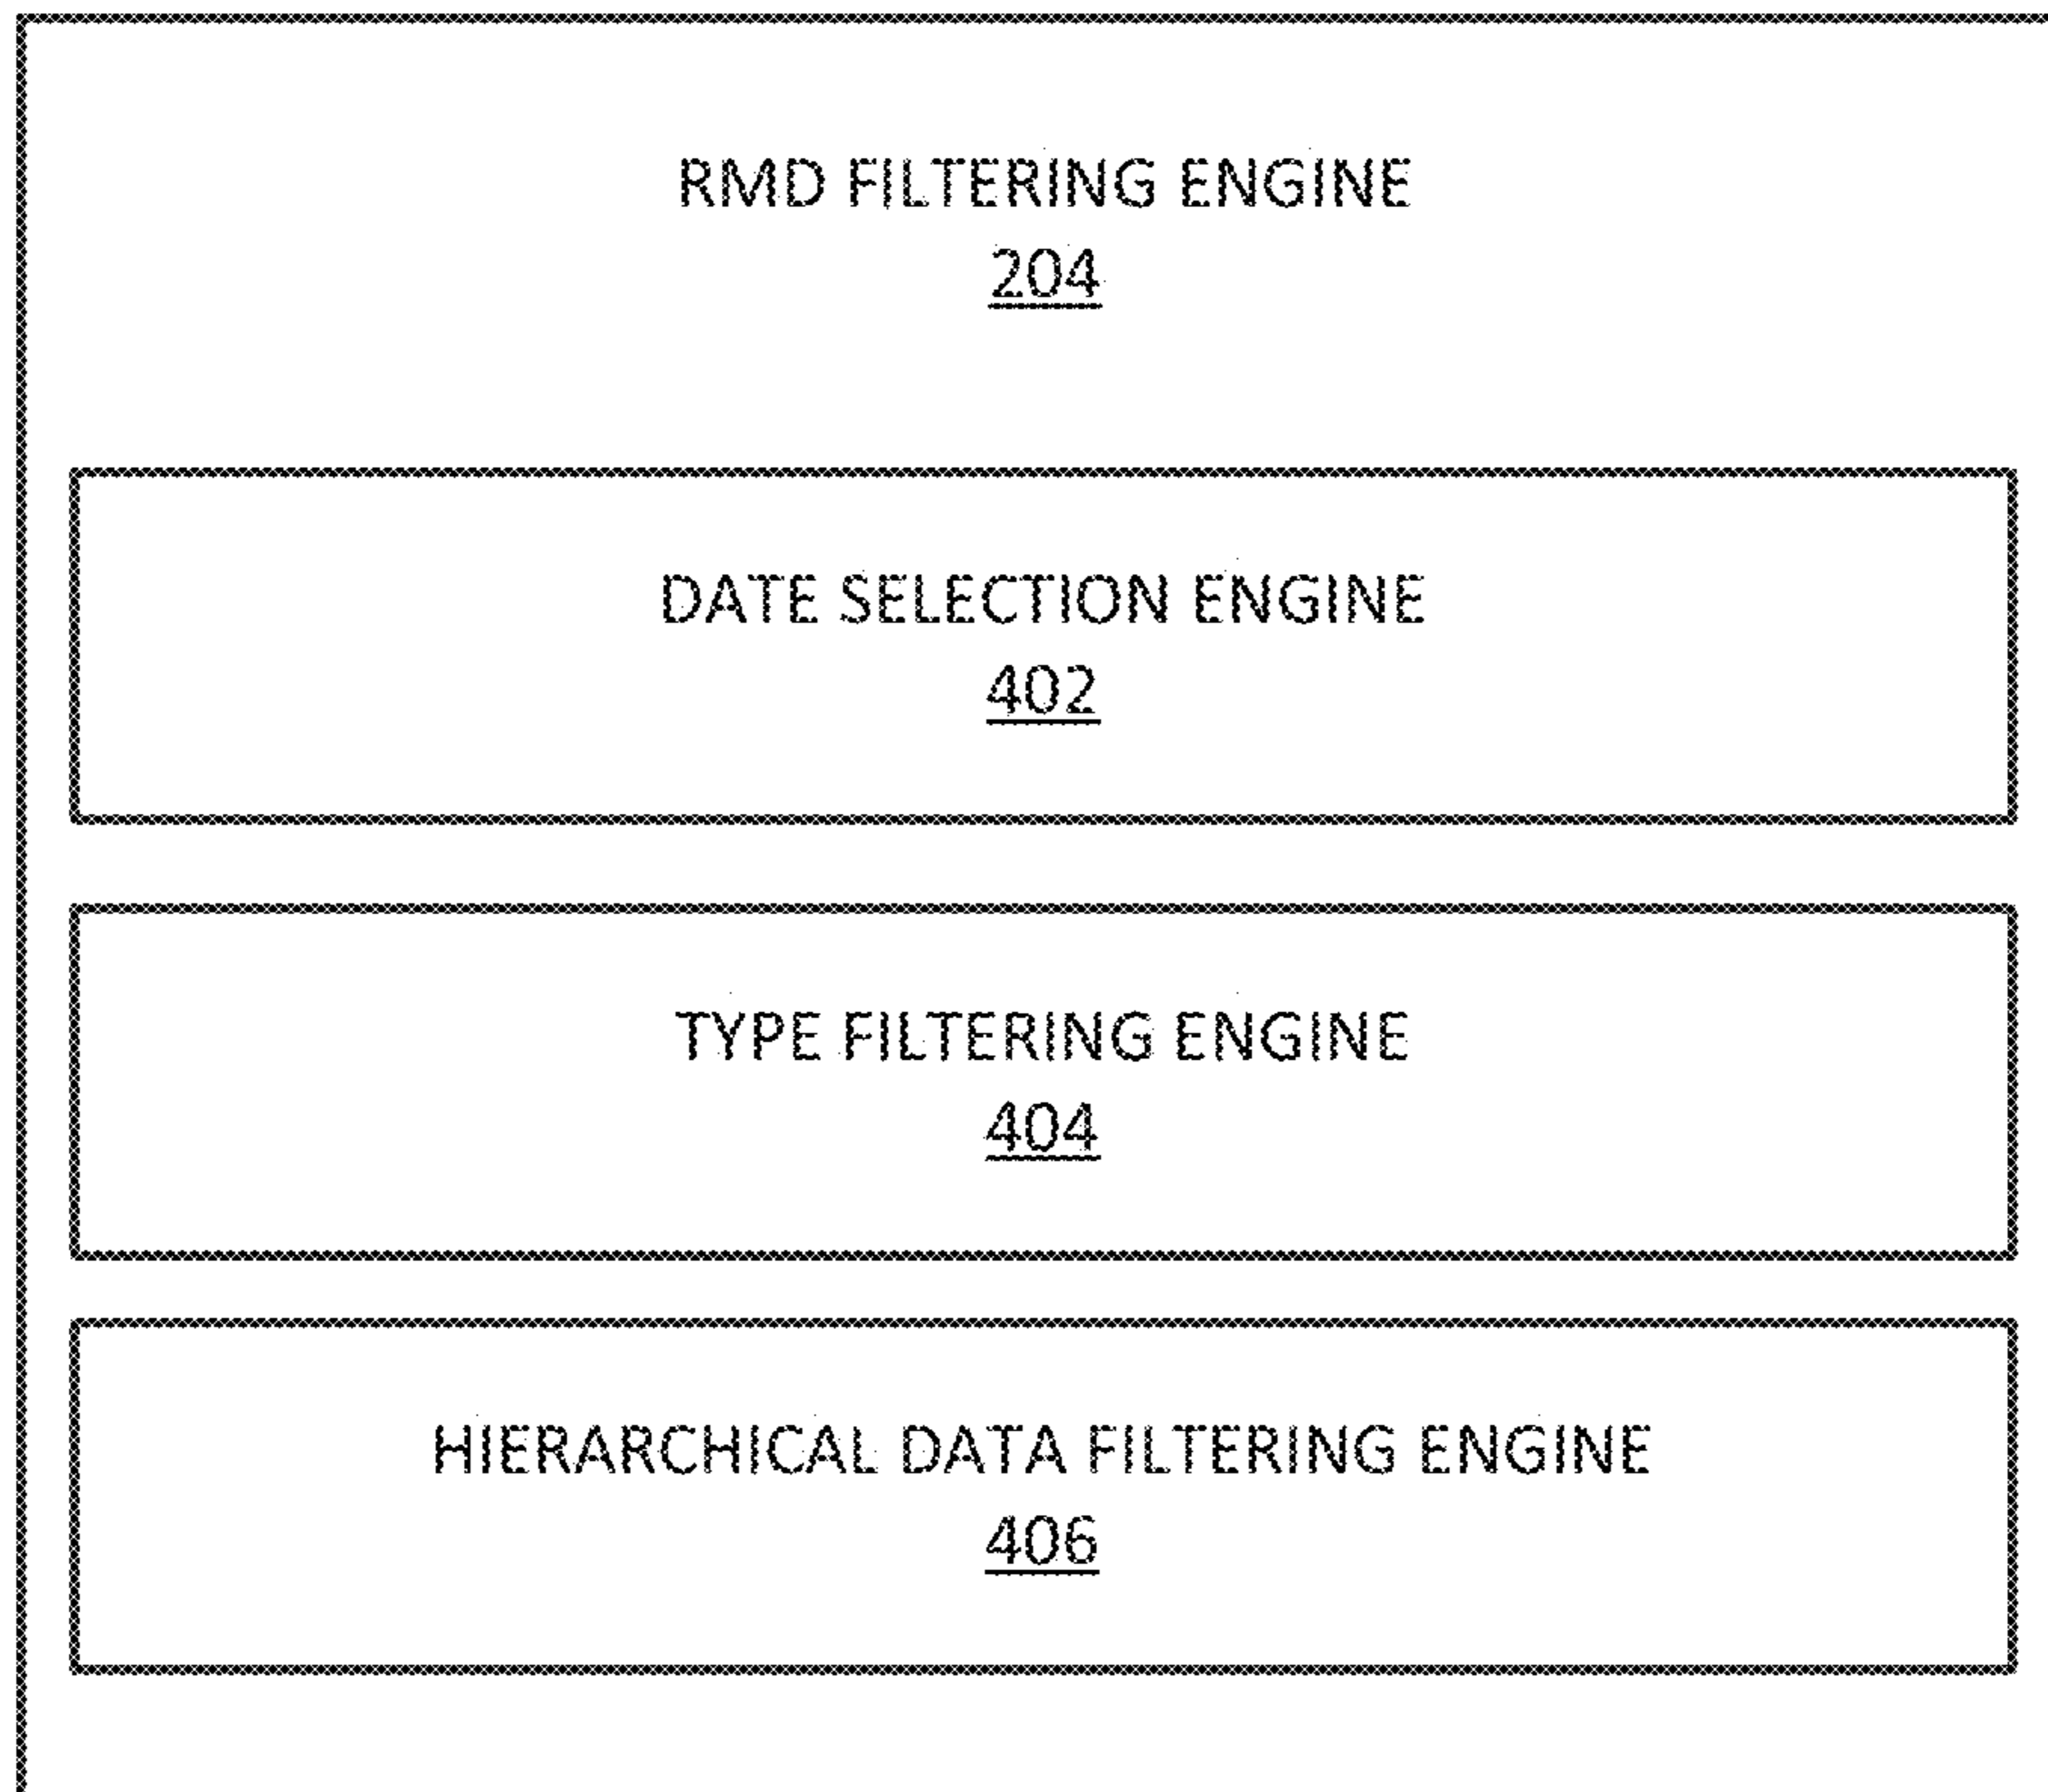 RMD FILTERING ENGINE
204
DATE SELECTION ENGINE
402
TYPE FILTERING ENGINE
404
HIERARCHICAL DATA FILTERING ENGINE
406